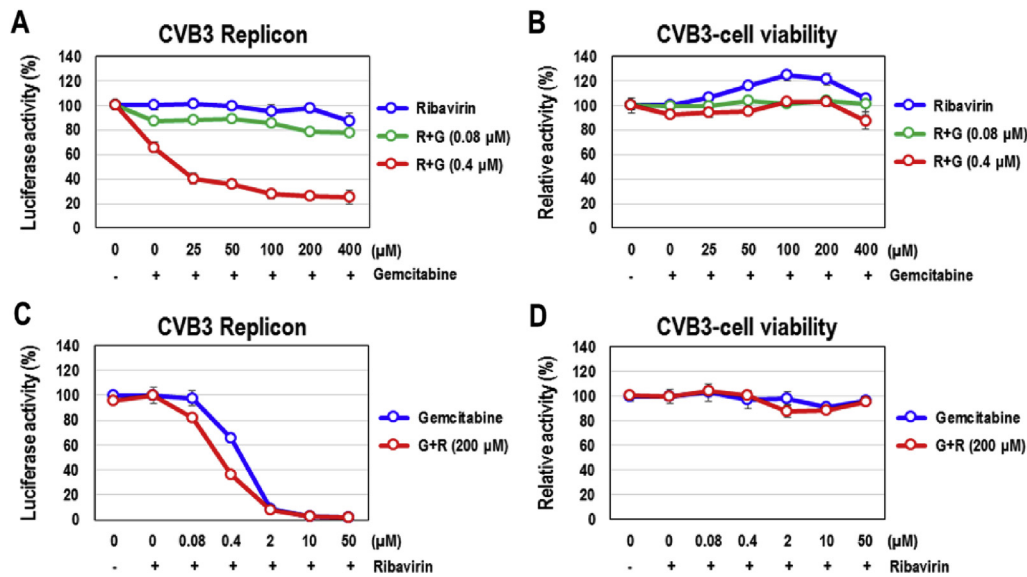 A
CVB3 Replicon
Luciferase activity (%)
140
120
100
80
60
40
20
0
0 0 25 50 100 200 400 (µM)
- + + + + + + Gemcitabine
Ribavirin
R+G (0.08 µM)
R+G (0.4 µM)
B
CVB3-cell viability
Relative activity (%)
140
120
100
80
60
40
20
0
0 0 25 50 100 200 400 (µM)
- + + + + + + Gemcitabine
Ribavirin
R+G (0.08 µM)
R+G (0.4 µM)
C
CVB3 Replicon
Luciferase activity (%)
140
120
100
80
60
40
20
0
0 0 0.08 0.4 2 10 50 (µM)
- + + + + + + Ribavirin
Gemcitabine
G+R (200 µM)
D
CVB3-cell viability
Relative activity (%)
140
120
100
80
60
40
20
0
0 0 0.08 0.4 2 10 50 (µM)
- + + + + + + Ribavirin
Gemcitabine
G+R (200 µM)